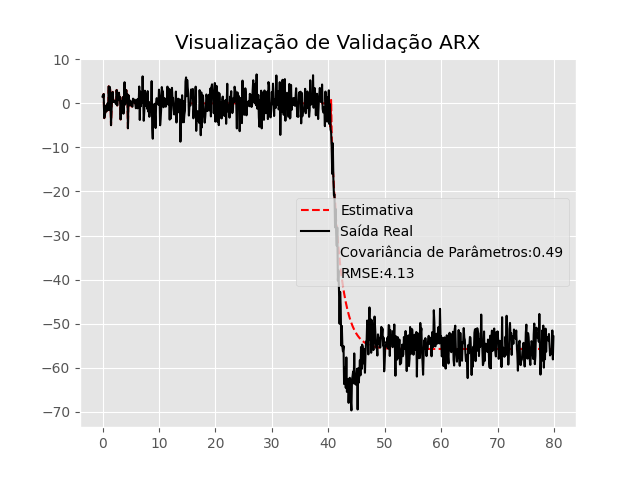 Visualização de Validação ARX
10
0
−10
−20
−30
−40
−50
−60
−70
Estimativa
Saída Real
Covariância de Parâmetros:0.49
RMSE:4.13
0 10 20 30 40 50 60 70 80